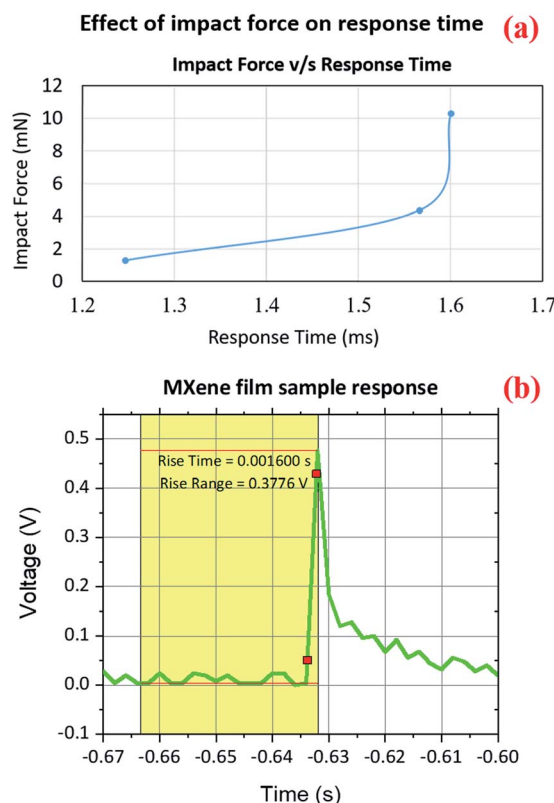 Effect of impact force on response time (a)
Impact Force v/s Response Time
Impact Force (mN)
12
10
8
6
4
2
0
1.2 1.3 1.4 1.5 1.6 1.7
Response Time (ms)
MXene film sample response (b)
Rise Time = 0.001600 s
Rise Range = 0.3776 V
Voltage (V)
0.5
0.4
0.3
0.2
0.1
0.0
-0.1
-0.67 -0.66 -0.65 -0.64 -0.63 -0.62 -0.61 -0.60
Time (s)